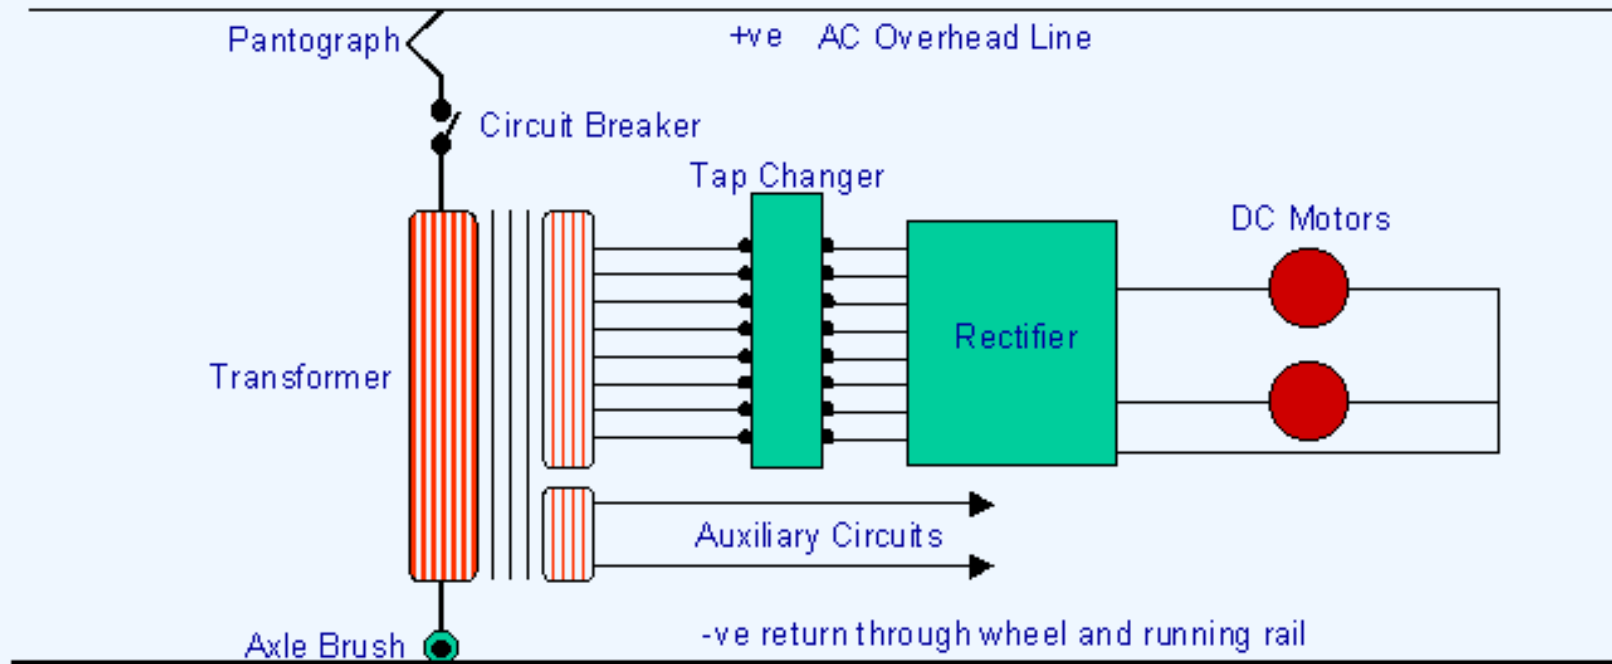 Pantograph
+ve AC Overhead Line
Circuit Breaker
Tap Changer
DC Motors
Rectifier
Transformer
Auxiliary Circuits
-ve return through wheel and running rail
Axle Brush